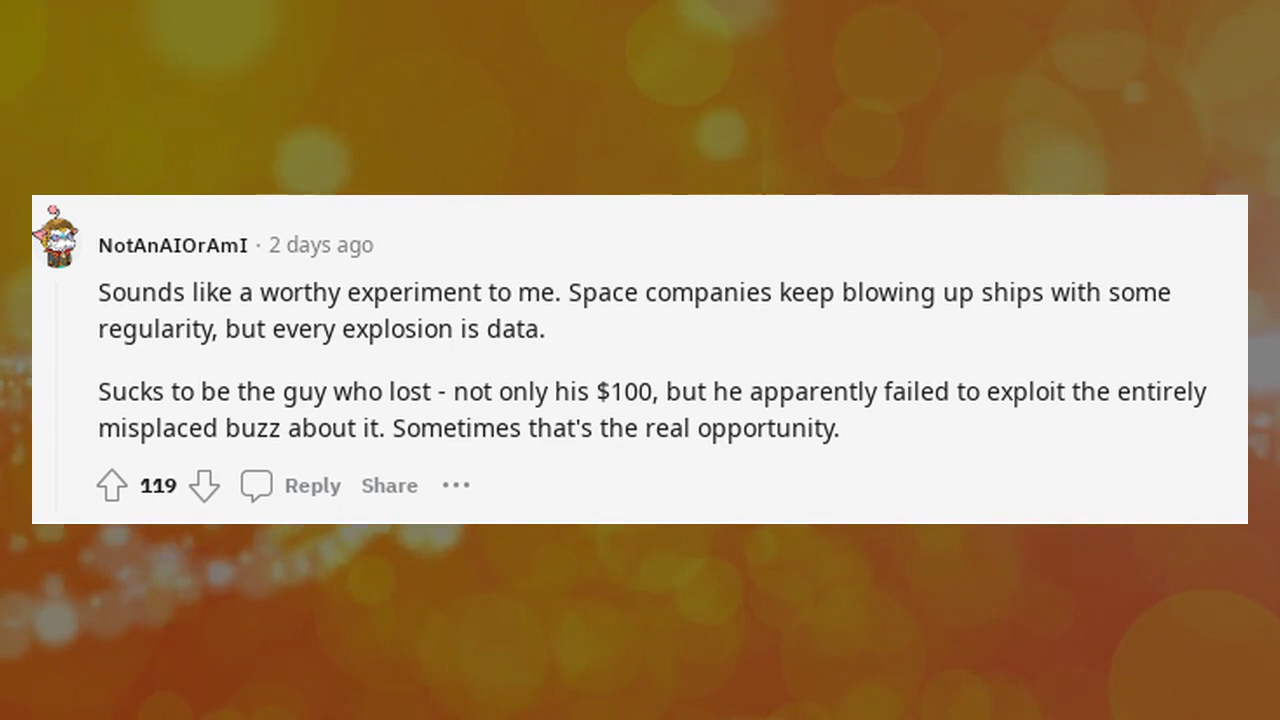 NotAnAIOrAmI · 2 days ago
Sounds like a worthy experiment to me. Space companies keep blowing up ships with some
regularity, but every explosion is data.
Sucks to be the guy who lost - not only his $100, but he apparently failed to exploit the entirely
misplaced buzz about it. Sometimes that's the real opportunity.
119 Reply Share ···